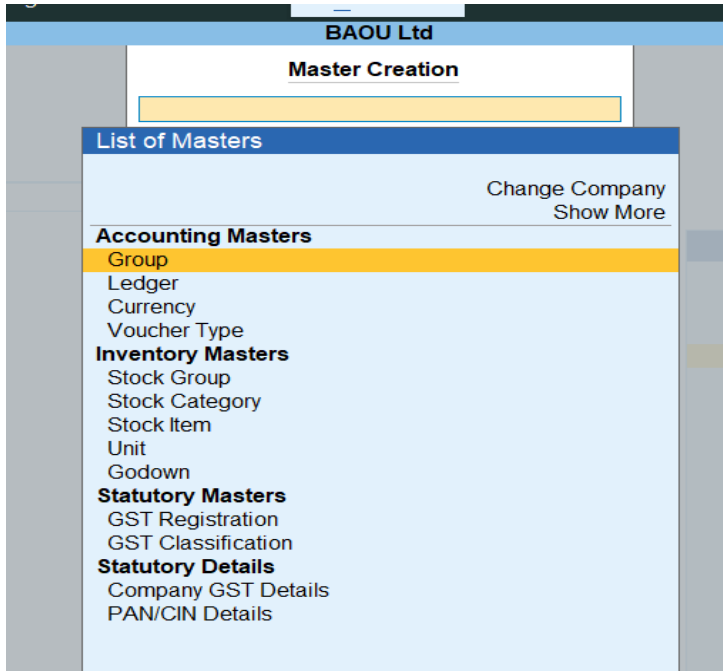 BAOU Ltd
Master Creation
List of Masters
Change Company
Show More
Accounting Masters
Group
Ledger
Currency
Voucher Type
Inventory Masters
Stock Group
Stock Category
Stock Item
Unit
Godown
Statutory Masters
GST Registration
GST Classification
Statutory Details
Company GST Details
PAN/CIN Details